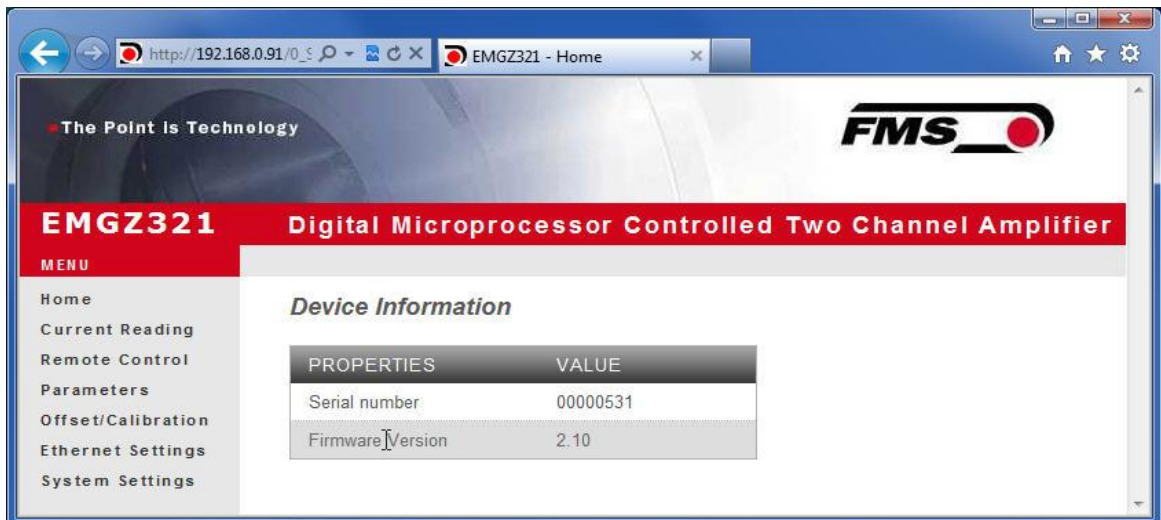 http://192.168.0.91/0_S
EMGZ321 - Home
The Point is Technology
FMS
EMGZ321
Digital Microprocessor Controlled Two Channel Amplifier
MENU
Home
Current Reading
Remote Control
Parameters
Offset/Calibration
Ethernet Settings
System Settings
Device Information
PROPERTIES VALUE
Serial number 00000531
Firmware Version 2.10